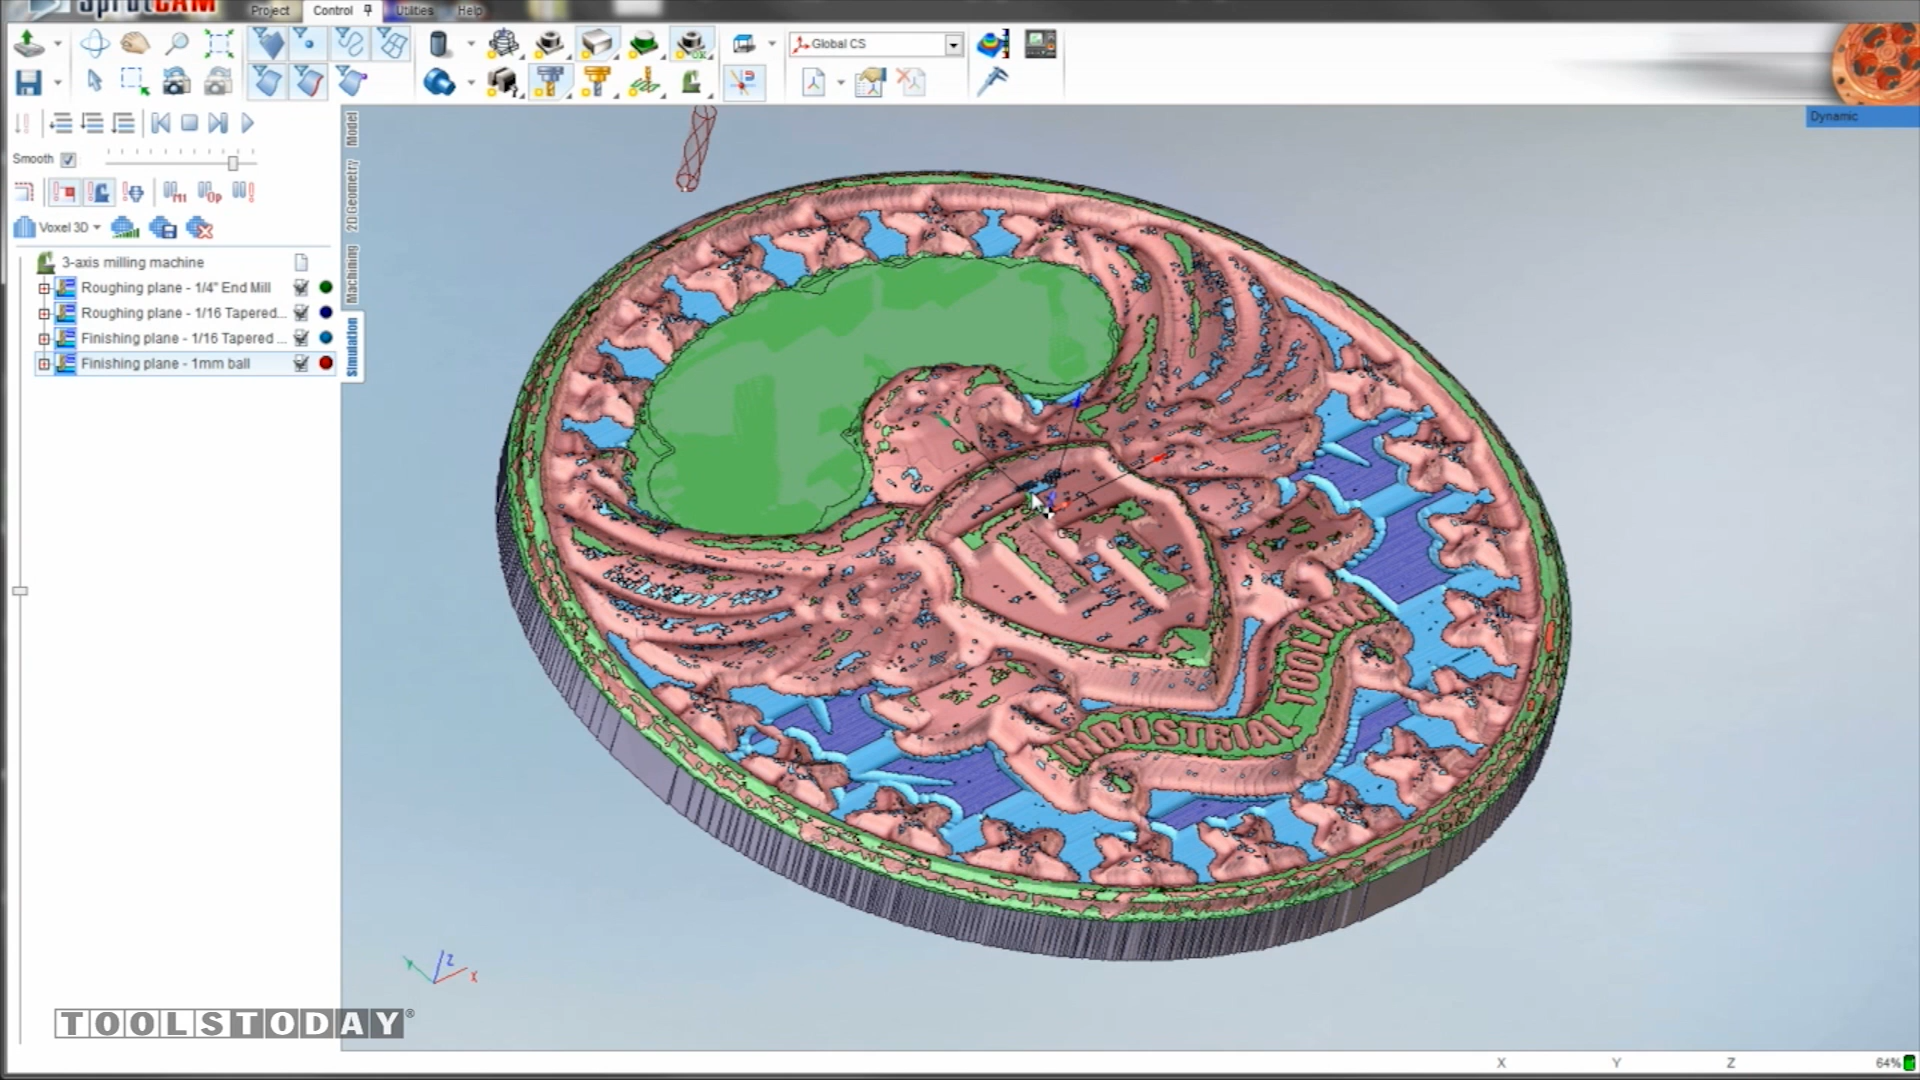 SprutCAM
Project
Control
Utilities
Help
Global CS
Dynamic
Smooth
Voxel 3D
3-axis milling machine
Roughing plane - 1/4" End Mill
Roughing plane - 1/16 Tapered...
Finishing plane - 1/16 Tapered ...
Finishing plane - 1mm ball
Model
2D Geometry
Machining
Simulation
INDUSTRIAL TOOLING
Z
Y
X
TOOLSTODAY®
X
Y
Z
64%